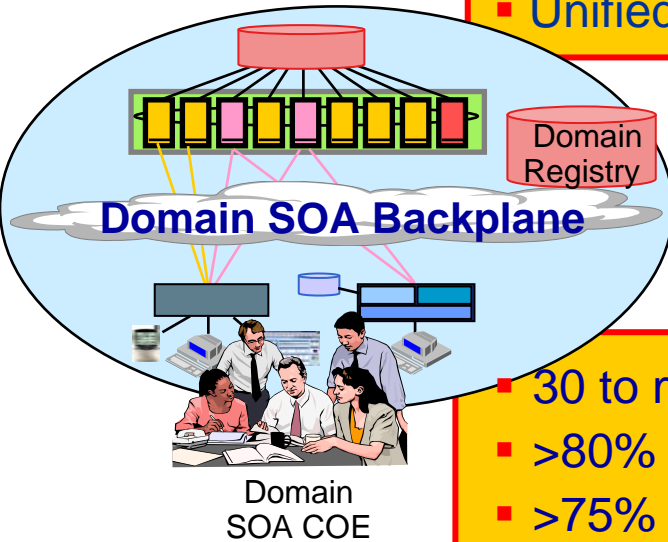 ▪ Unified
Domain
Registry
Domain SOA Backplane
▪ 30 to
▪ >80%
▪ >75%
Domain
SOA COE